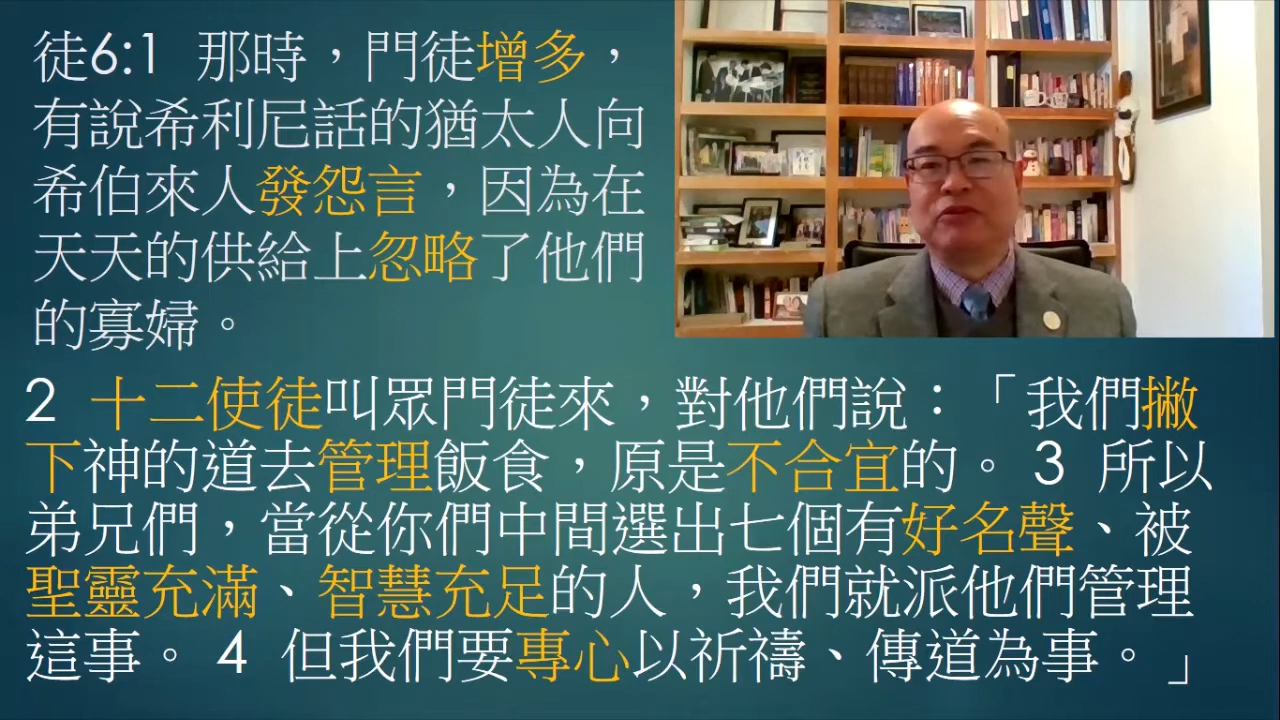 徒6:1 那時，門徒增多，
有說希利尼話的猶太人向
希伯來人發怨言，因為在
天天的供給上忽略了他們
的寡婦。
2 十二使徒叫眾門徒來，對他們說：「我們撇
下神的道去管理飯食，原是不合宜的。 3 所以
弟兄們，當從你們中間選出七個有好名聲、被
聖靈充滿、智慧充足的人，我們就派他們管理
這事。 4 但我們要專心以祈禱、傳道為事。」